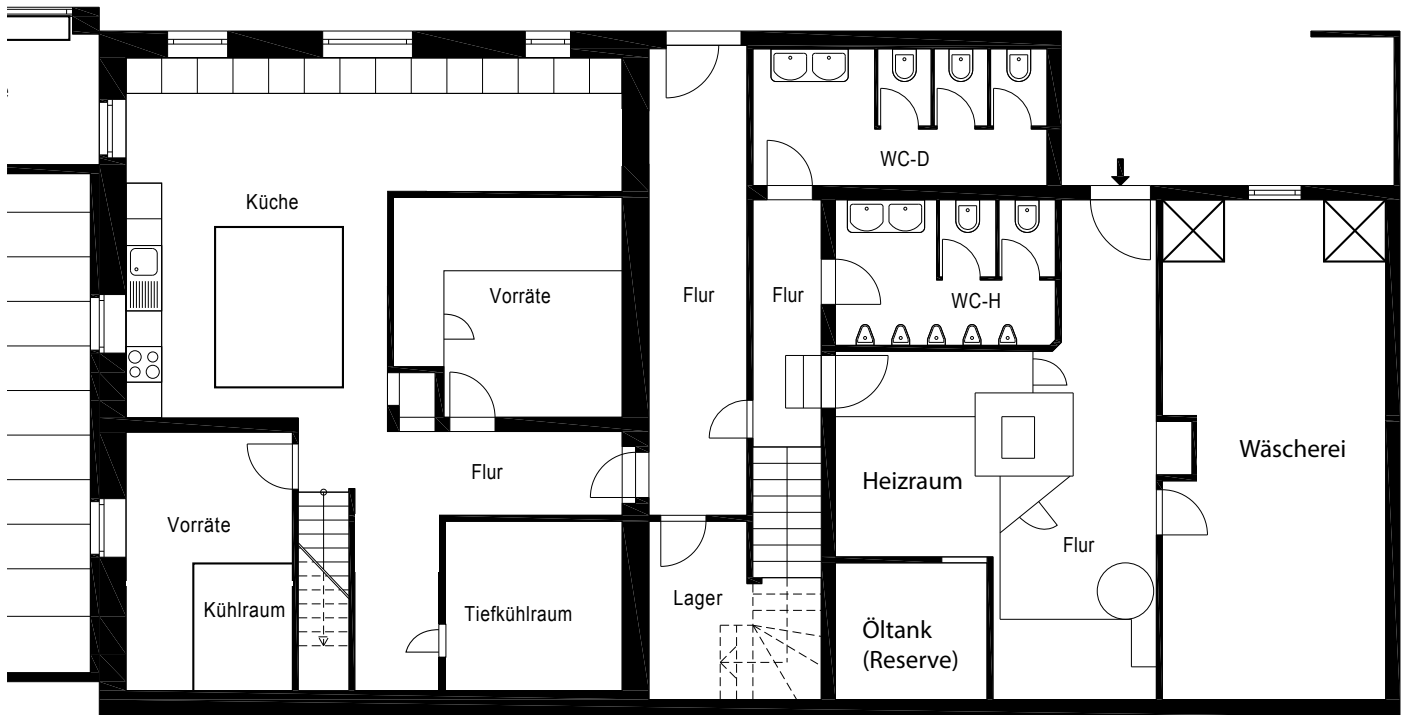 WC-D
Küche
Vorräte
Flur
Flur
WC-H
Wäscherei
Flur
Heizraum
Vorräte
Flur
Kühlraum
Tiefkühlraum
Lager
Öltank
(Reserve)